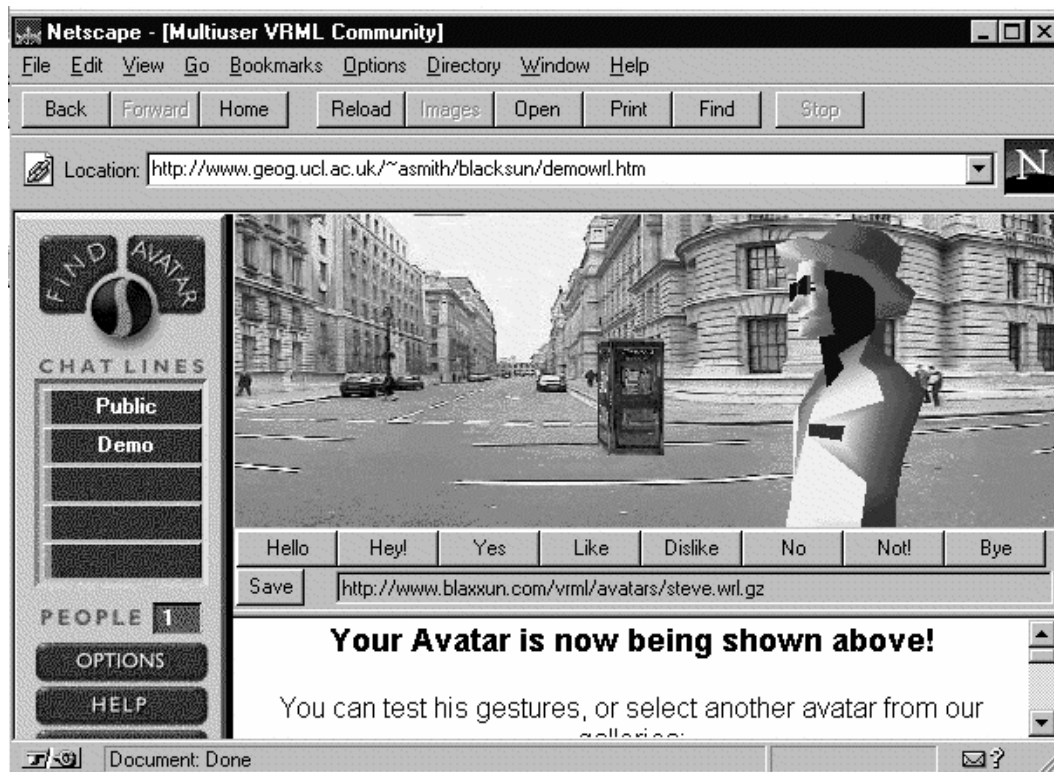 Netscape - [Multiuser VRML Community]
File Edit View Go Bookmarks Options Directory Window Help
Back Forward Home Reload Images Open Print Find Stop
Location: http://www.geog.ucl.ac.uk/~asmith/blacksun/demowrl.htm
N
FIND AVATAR
CHAT LINES
Public
Demo
Hello Hey! Yes Like Dislike No Not! Bye
Save http://www.blaxxun.com/vrml/avatars/steve.wrl.gz
PEOPLE 1
OPTIONS
HELP
Your Avatar is now being shown above!
You can test his gestures, or select another avatar from our
galleries:
Document: Done
?